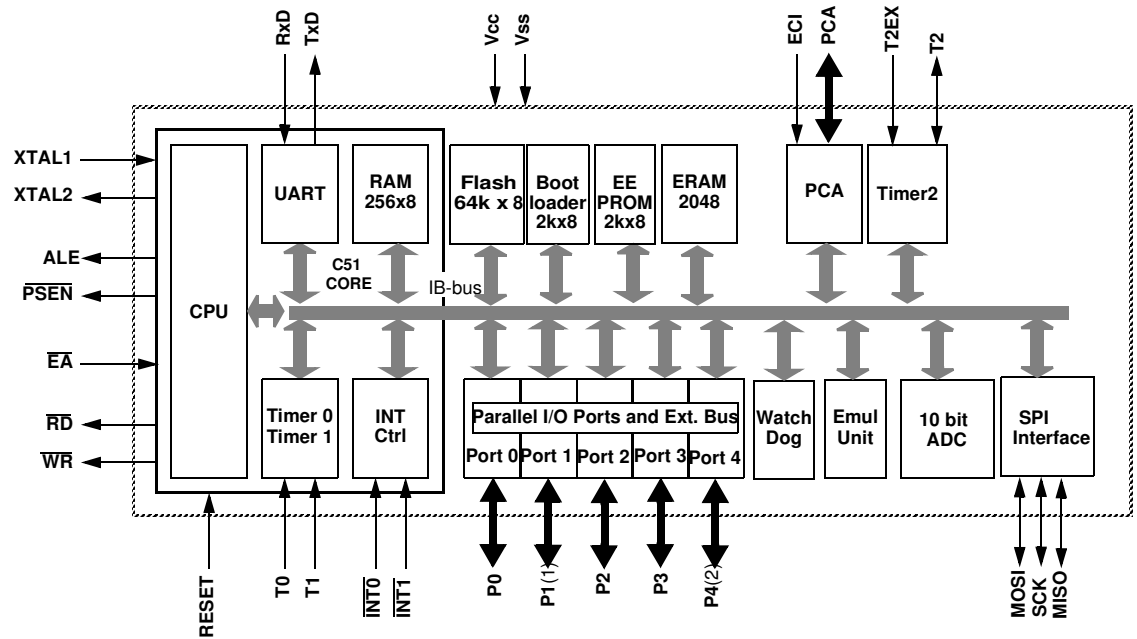 RxD
TxD
Vcc
Vss
ECI
PCA
T2EX
T2
XTAL1
XTAL2
ALE
PSEN
EA
RD
WR
CPU
UART
RAM
256x8
Flash
64k x 8
Boot
loader
2kx8
EE
PROM
2kx8
ERAM
2048
PCA
Timer2
C51
CORE
IB-bus
Timer 0
Timer 1
INT
Ctrl
Parallel I/O Ports and Ext. Bus
Port 0
Port 1
Port 2
Port 3
Port 4
Watch
Dog
Emul
Unit
10 bit
ADC
SPI
Interface
RESET
T0
T1
INT0
INT1
P0
P1(1)
P2
P3
P4(2)
MOSI
SCK
MISO